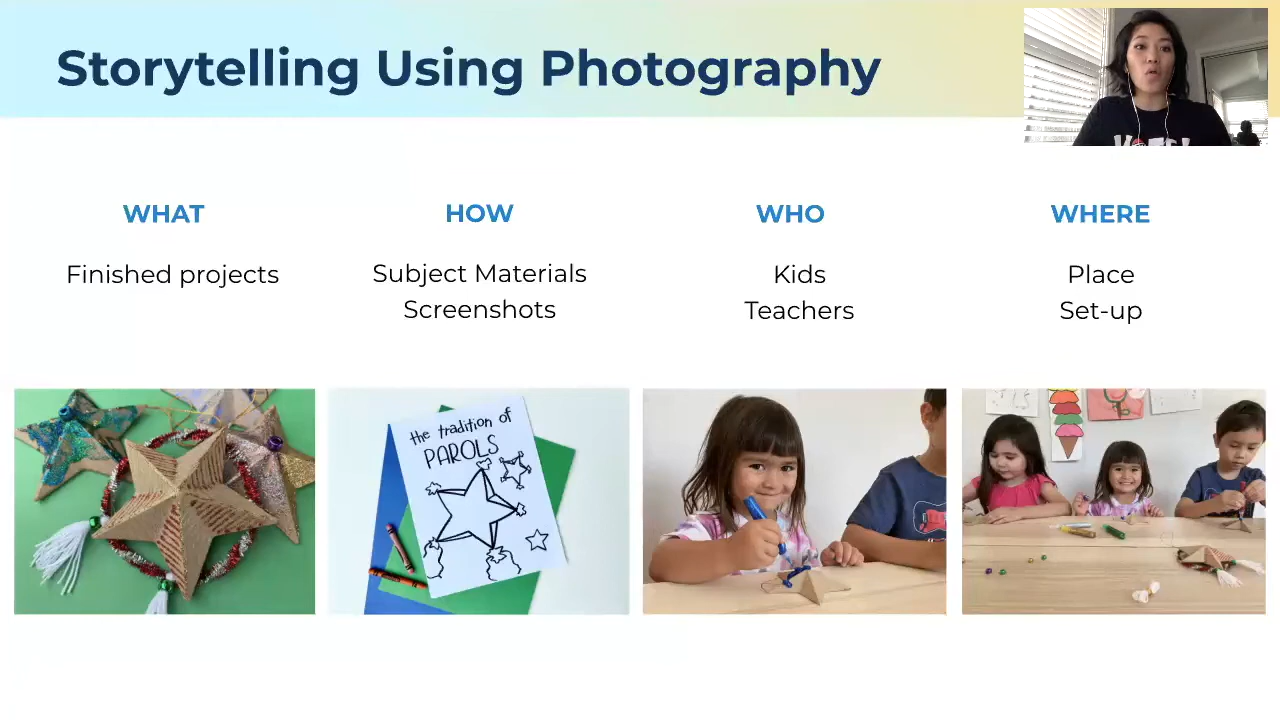 Storytelling Using Photography
WHAT
Finished projects
HOW
Subject Materials
Screenshots
WHO
Kids
Teachers
WHERE
Place
Set-up
the tradition of
PAROLS